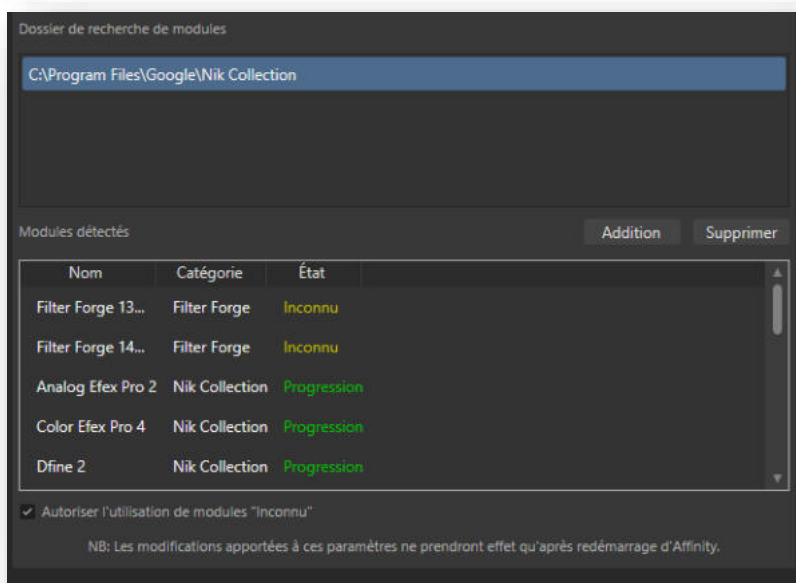 Dossier de recherche de modules
C:\Program Files\Google\Nik Collection
Modules détectés
Addition
Supprimer
Nom Catégorie État
Filter Forge 13... Filter Forge Inconnu
Filter Forge 14... Filter Forge Inconnu
Analog Efex Pro 2 Nik Collection Progression
Color Efex Pro 4 Nik Collection Progression
Dfine 2 Nik Collection Progression
Autoriser l'utilisation de modules "Inconnu"
NB: Les modifications apportées à ces paramètres ne prendront effet qu'après redémarrage d'Affinity.